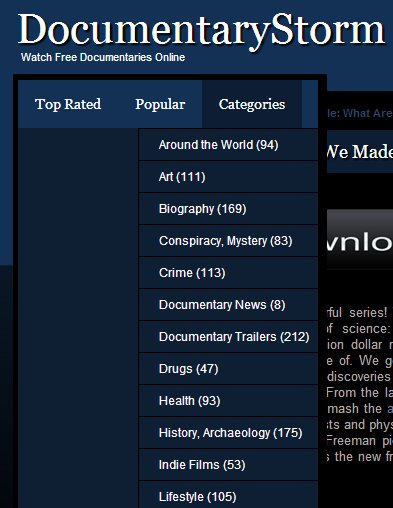 DocumentaryStorm
Watch Free Documentaries Online
Top Rated Popular Categories
le: What Are
Around the World (94)
We Made
Art (111)
Biography (169)
Conspiracy, Mystery (83)
wnlo
Crime (113)
Documentary News (8)
rful series!
of science:
Documentary Trailers (212)
ion dollar
e of. We g
Drugs (47)
discoveries
From the la
Health (93)
mash the a
sts and phys
History, Archaeology (175)
Freeman pi
s the new fr
Indie Films (53)
Lifestyle (105)